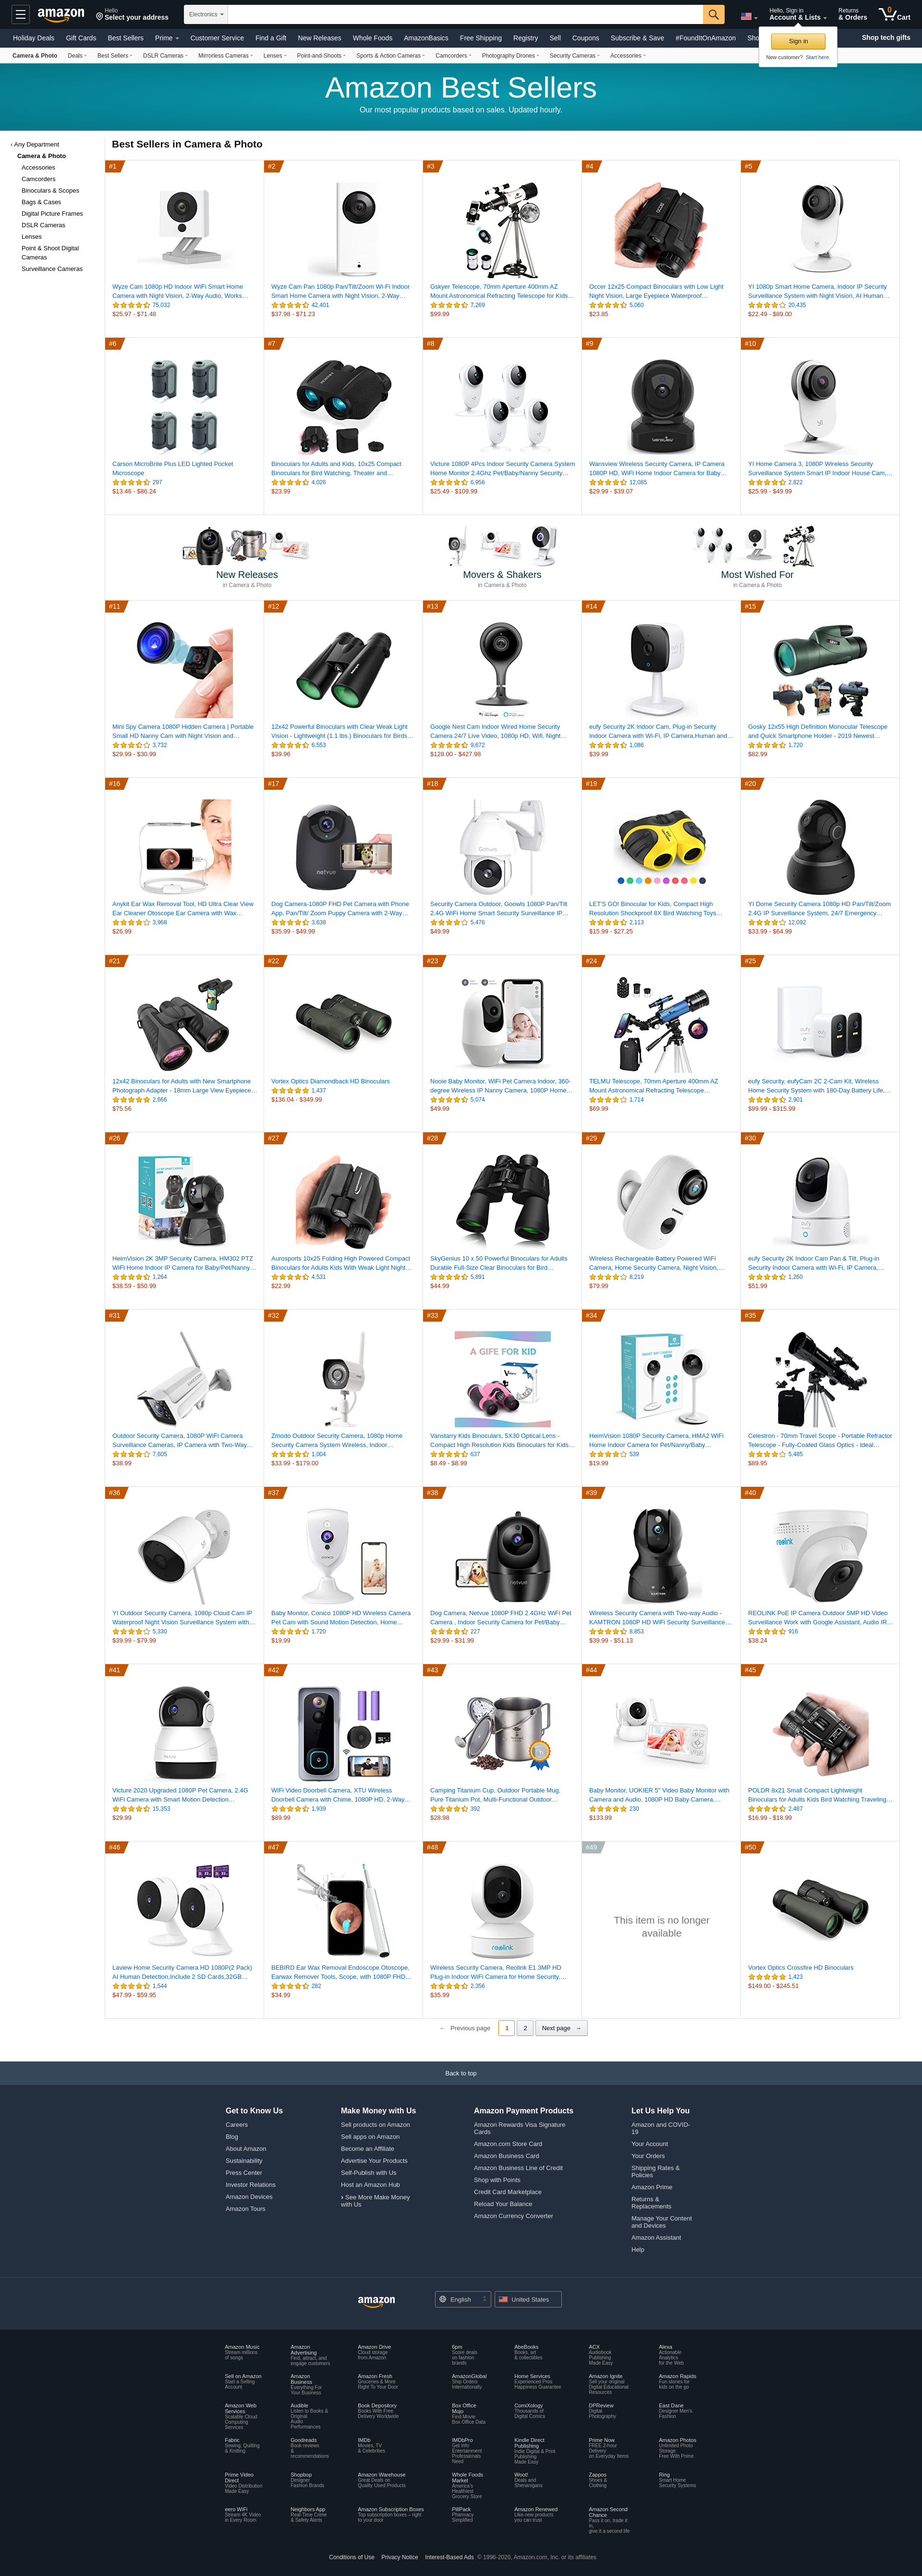 amazon
Hello
Select your address
Electronics
Hello, Sign in
Account & Lists
Returns
& Orders
0
Cart
Holiday Deals Gift Cards Best Sellers Prime Customer Service Find a Gift New Releases Whole Foods AmazonBasics Free Shipping Registry Sell Coupons Subscribe & Save #FoundItOnAmazon Sho
Shop tech gifts
Sign in
New customer? Start here.
Camera & Photo Deals Best Sellers DSLR Cameras Mirrorless Cameras Lenses Point-and-Shoots Sports & Action Cameras Camcorders Photography Drones Security Cameras Accessories
Amazon Best Sellers
Our most popular products based on sales. Updated hourly.
‹ Any Department
Camera & Photo
Accessories
Camcorders
Binoculars & Scopes
Bags & Cases
Digital Picture Frames
DSLR Cameras
Lenses
Point & Shoot Digital
Cameras
Surveillance Cameras
Best Sellers in Camera & Photo
#1
Wyze Cam 1080p HD Indoor WiFi Smart Home
Camera with Night Vision, 2-Way Audio, Works…
75,032
$25.97 - $71.48
#2
Wyze Cam Pan 1080p Pan/Tilt/Zoom Wi-Fi Indoor
Smart Home Camera with Night Vision, 2-Way…
42,401
$37.98 - $71.23
#3
Gskyer Telescope, 70mm Aperture 400mm AZ
Mount Astronomical Refracting Telescope for Kids…
7,269
$99.99
#4
Occer 12x25 Compact Binoculars with Low Light
Night Vision, Large Eyepiece Waterproof…
5,060
$23.85
#5
YI 1080p Smart Home Camera, Indoor IP Security
Surveillance System with Night Vision, AI Human…
20,435
$22.49 - $89.00
#6
Carson MicroBrite Plus LED Lighted Pocket
Microscope
297
$13.46 - $86.24
#7
Binoculars for Adults and Kids, 10x25 Compact
Binoculars for Bird Watching, Theater and…
4,026
$23.99
#8
Victure 1080P 4Pcs Indoor Security Camera System
Home Monitor 2.4Ghz Pet/Baby/Nanny Security…
6,956
$25.49 - $109.99
#9
Wansview Wireless Security Camera, IP Camera
1080P HD, WiFi Home Indoor Camera for Baby…
12,085
$29.99 - $39.07
#10
YI Home Camera 3, 1080P Wireless Security
Surveillance System Smart IP Indoor House Cam,…
2,822
$25.99 - $49.99
New Releases
in Camera & Photo
Movers & Shakers
in Camera & Photo
Most Wished For
in Camera & Photo
#11
Mini Spy Camera 1080P Hidden Camera | Portable
Small HD Nanny Cam with Night Vision and…
3,732
$29.99 - $30.99
#12
12x42 Powerful Binoculars with Clear Weak Light
Vision - Lightweight (1.1 lbs.) Binoculars for Birds…
6,553
$39.96
#13
Google Nest Cam Indoor Wired Home Security
Camera 24/7 Live Video, 1080p HD, Wifi, Night…
9,672
$128.00 - $427.98
#14
eufy Security 2K Indoor Cam, Plug-in Security
Indoor Camera with Wi-Fi, IP Camera,Human and…
1,086
$39.99
#15
Gosky 12x55 High Definition Monocular Telescope
and Quick Smartphone Holder - 2019 Newest…
1,720
$82.99
#16
Anykit Ear Wax Removal Tool, HD Ultra Clear View
Ear Cleaner Otoscope Ear Camera with Wax…
3,968
$26.99
#17
netvue
Dog Camera-1080P FHD Pet Camera with Phone
App, Pan/Tilt/ Zoom Puppy Camera with 2-Way…
3,638
$35.99 - $49.99
#18
Security Camera Outdoor, Goowls 1080P Pan/Tilt
2.4G WiFi Home Smart Security Surveillance IP…
5,476
$49.99
#19
LET'S GO! Binocular for Kids, Compact High
Resolution Shockproof 8X Bird Watching Toys…
2,113
$15.99 - $27.25
#20
YI Dome Security Camera 1080p HD Pan/Tilt/Zoom
2.4G IP Surveillance System, 24/7 Emergency…
12,092
$33.99 - $64.99
#21
12x42 Binoculars for Adults with New Smartphone
Photograph Adapter - 18mm Large View Eyepiece…
2,666
$75.56
#22
Vortex Optics Diamondback HD Binoculars
1,437
$136.04 - $349.99
#23
Nooie Baby Monitor, WiFi Pet Camera Indoor, 360-
degree Wireless IP Nanny Camera, 1080P Home…
5,074
$49.99
#24
TELMU Telescope, 70mm Aperture 400mm AZ
Mount Astronomical Refracting Telescope…
1,714
$69.99
#25
eufy Security, eufyCam 2C 2-Cam Kit, Wireless
Home Security System with 180-Day Battery Life,…
2,901
$99.99 - $315.99
#26
HeimVision 2K 3MP Security Camera, HM302 PTZ
WiFi Home Indoor IP Camera for Baby/Pet/Nanny…
1,264
$38.59 - $50.99
#27
Aurosports 10x25 Folding High Powered Compact
Binoculars for Adults Kids With Weak Light Night…
4,531
$22.99
#28
SkyGenius 10 x 50 Powerful Binoculars for Adults
Durable Full-Size Clear Binoculars for Bird…
5,891
$44.99
#29
Wireless Rechargeable Battery Powered WiFi
Camera, Home Security Camera, Night Vision,…
8,219
$79.99
#30
eufy Security 2K Indoor Cam Pan & Tilt, Plug-in
Security Indoor Camera with Wi-Fi, IP Camera,…
1,260
$51.99
#31
Outdoor Security Camera, 1080P WiFi Camera
Surveillance Cameras, IP Camera with Two-Way…
7,605
$38.99
#32
Zmodo Outdoor Security Camera, 1080p Home
Security Camera System Wireless, Indoor…
1,004
$33.99 - $179.00
#33
A GIFE FOR KID
Vanstarry Kids Binoculars, 5X30 Optical Lens -
Compact High Resolution Kids Binoculars for Kids…
637
$8.49 - $8.99
#34
HeimVision 1080P Security Camera, HMA2 WiFi
Home Indoor Camera for Pet/Nanny/Baby…
539
$19.99
#35
Celestron - 70mm Travel Scope - Portable Refractor
Telescope - Fully-Coated Glass Optics - Ideal…
5,485
$89.95
#36
YI Outdoor Security Camera, 1080p Cloud Cam IP
Waterproof Night Vision Surveillance System with…
5,330
$39.99 - $79.99
#37
Baby Monitor, Conico 1080P HD Wireless Camera
Pet Cam with Sound Motion Detection, Home…
1,720
$19.99
#38
netvue
Dog Camera, Netvue 1080P FHD 2.4GHz WiFi Pet
Camera , Indoor Security Camera for Pet/Baby…
227
$29.99 - $31.99
#39
Wireless Security Camera with Two-way Audio -
KAMTRON 1080P HD WiFi Security Surveillance…
8,853
$39.99 - $51.13
#40
reolink
REOLINK PoE IP Camera Outdoor 5MP HD Video
Surveillance Work with Google Assistant, Audio IR…
916
$38.24
#41
Victure 2020 Upgraded 1080P Pet Camera, 2.4G
WiFi Camera with Smart Motion Detection…
15,353
$29.99
#42
WiFi Video Doorbell Camera, XTU Wireless
Doorbell Camera with Chime, 1080P HD, 2-Way…
1,939
$89.99
#43
Camping Titanium Cup, Outdoor Portable Mug,
Pure Titanium Pot, Multi-Functional Outdoor…
392
$28.98
#44
Baby Monitor, UOKIER 5" Video Baby Monitor with
Camera and Audio, 1080P HD Baby Camera,…
230
$133.99
#45
POLDR 8x21 Small Compact Lightweight
Binoculars for Adults Kids Bird Watching Traveling…
2,487
$16.99 - $18.99
#46
Laview Home Security Camera HD 1080P(2 Pack)
AI Human Detection,Include 2 SD Cards,32GB…
1,544
$47.99 - $59.95
#47
BEBIRD Ear Wax Removal Endoscope Otoscope,
Earwax Remover Tools, Scope, with 1080P FHD…
282
$34.99
#48
reolink
Wireless Security Camera, Reolink E1 3MP HD
Plug-in Indoor WiFi Camera for Home Security,…
2,356
$35.99
#49
This item is no longer
available
#50
Vortex Optics Crossfire HD Binoculars
1,423
$149.00 - $245.51
← Previous page 1 2 Next page →
Back to top
Get to Know Us
Careers
Blog
About Amazon
Sustainability
Press Center
Investor Relations
Amazon Devices
Amazon Tours
Make Money with Us
Sell products on Amazon
Sell apps on Amazon
Become an Affiliate
Advertise Your Products
Self-Publish with Us
Host an Amazon Hub
› See More Make Money
with Us
Amazon Payment Products
Amazon Rewards Visa Signature
Cards
Amazon.com Store Card
Amazon Business Card
Amazon Business Line of Credit
Shop with Points
Credit Card Marketplace
Reload Your Balance
Amazon Currency Converter
Let Us Help You
Amazon and COVID-
19
Your Account
Your Orders
Shipping Rates &
Policies
Amazon Prime
Returns &
Replacements
Manage Your Content
and Devices
Amazon Assistant
Help
amazon
English
United States
Amazon Music
Stream millions
of songs
Amazon
Advertising
Find, attract, and
engage customers
Amazon Drive
Cloud storage
from Amazon
6pm
Score deals
on fashion
brands
AbeBooks
Books, art
& collectibles
ACX
Audiobook
Publishing
Made Easy
Alexa
Actionable
Analytics
for the Web
Sell on Amazon
Start a Selling
Account
Amazon
Business
Everything For
Your Business
Amazon Fresh
Groceries & More
Right To Your Door
AmazonGlobal
Ship Orders
Internationally
Home Services
Experienced Pros
Happiness Guarantee
Amazon Ignite
Sell your original
Digital Educational
Resources
Amazon Rapids
Fun stories for
kids on the go
Amazon Web
Services
Scalable Cloud
Computing
Services
Audible
Listen to Books &
Original
Audio
Performances
Book Depository
Books With Free
Delivery Worldwide
Box Office
Mojo
Find Movie
Box Office Data
ComiXology
Thousands of
Digital Comics
DPReview
Digital
Photography
East Dane
Designer Men's
Fashion
Fabric
Sewing, Quilting
& Knitting
Goodreads
Book reviews
&
recommendations
IMDb
Movies, TV
& Celebrities
IMDbPro
Get Info
Entertainment
Professionals
Need
Kindle Direct
Publishing
Indie Digital & Print
Publishing
Made Easy
Prime Now
FREE 2-hour
Delivery
on Everyday Items
Amazon Photos
Unlimited Photo
Storage
Free With Prime
Prime Video
Direct
Video Distribution
Made Easy
Shopbop
Designer
Fashion Brands
Amazon Warehouse
Great Deals on
Quality Used Products
Whole Foods
Market
America's
Healthiest
Grocery Store
Woot!
Deals and
Shenanigans
Zappos
Shoes &
Clothing
Ring
Smart Home
Security Systems
eero WiFi
Stream 4K Video
in Every Room
Neighbors App
Real-Time Crime
& Safety Alerts
Amazon Subscription Boxes
Top subscription boxes – right
to your door
PillPack
Pharmacy
Simplified
Amazon Renewed
Like-new products
you can trust
Amazon Second
Chance
Pass it on, trade it
in,
give it a second life
Conditions of Use Privacy Notice Interest-Based Ads © 1996-2020, Amazon.com, Inc. or its affiliates